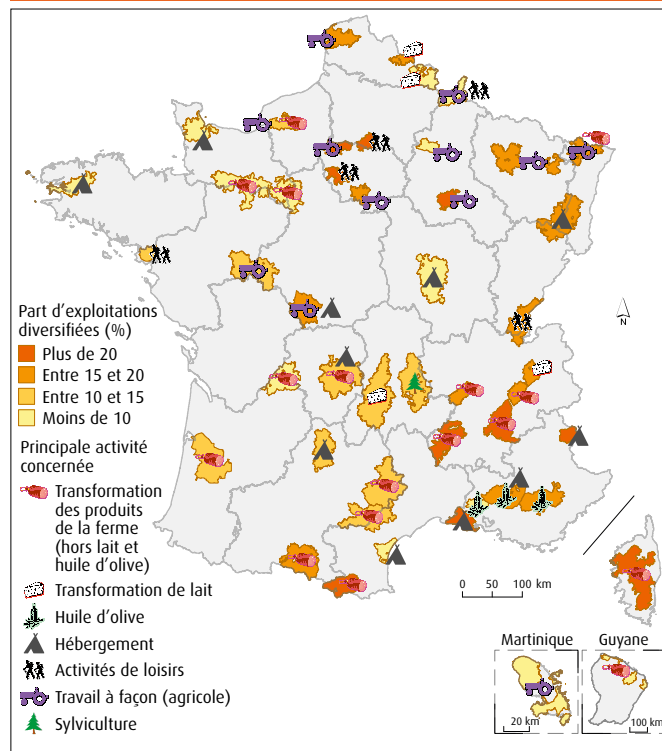 N
Part d'exploitations
diversifiées (%)
Plus de 20
Entre 15 et 20
Entre 10 et 15
Moins de 10
Principale activité
concernée
Transformation
des produits
de la ferme
(hors lait et
huile d'olive)
Transformation de lait
Huile d'olive
Hébergement
Activités de loisirs
Travail à façon (agricole)
Sylviculture
0 50 100 km
Martinique
20 km
Guyane
100 km